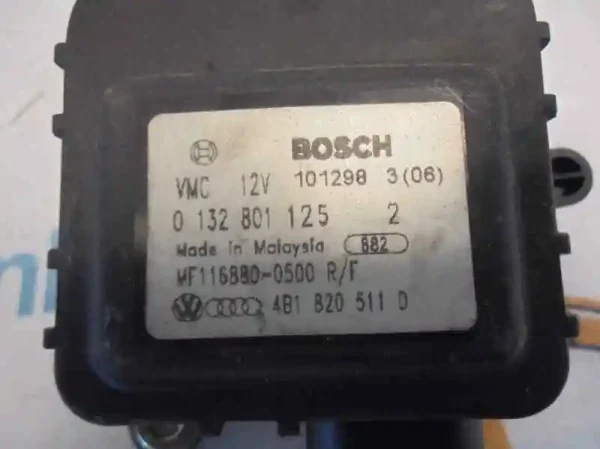 BOSCH
VMC 12V 101298 3(06)
0 132 801 125 2
Made in Malaysia 882
MF116880-0500 R/F
4B1 820 511 D